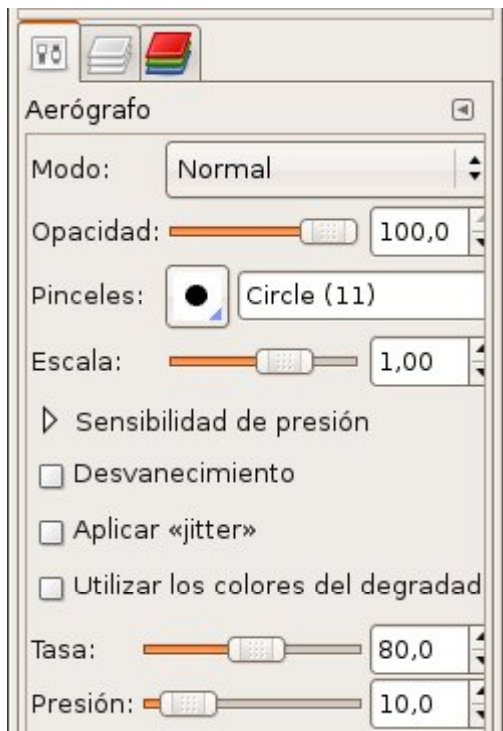 Aerógrafo
Modo: Normal
Opacidad: 100,0
Pinceles: Circle (11)
Escala: 1,00
Sensibilidad de presión
Desvanecimiento
Aplicar «jitter»
Utilizar los colores del degradad
Tasa: 80,0
Presión: 10,0